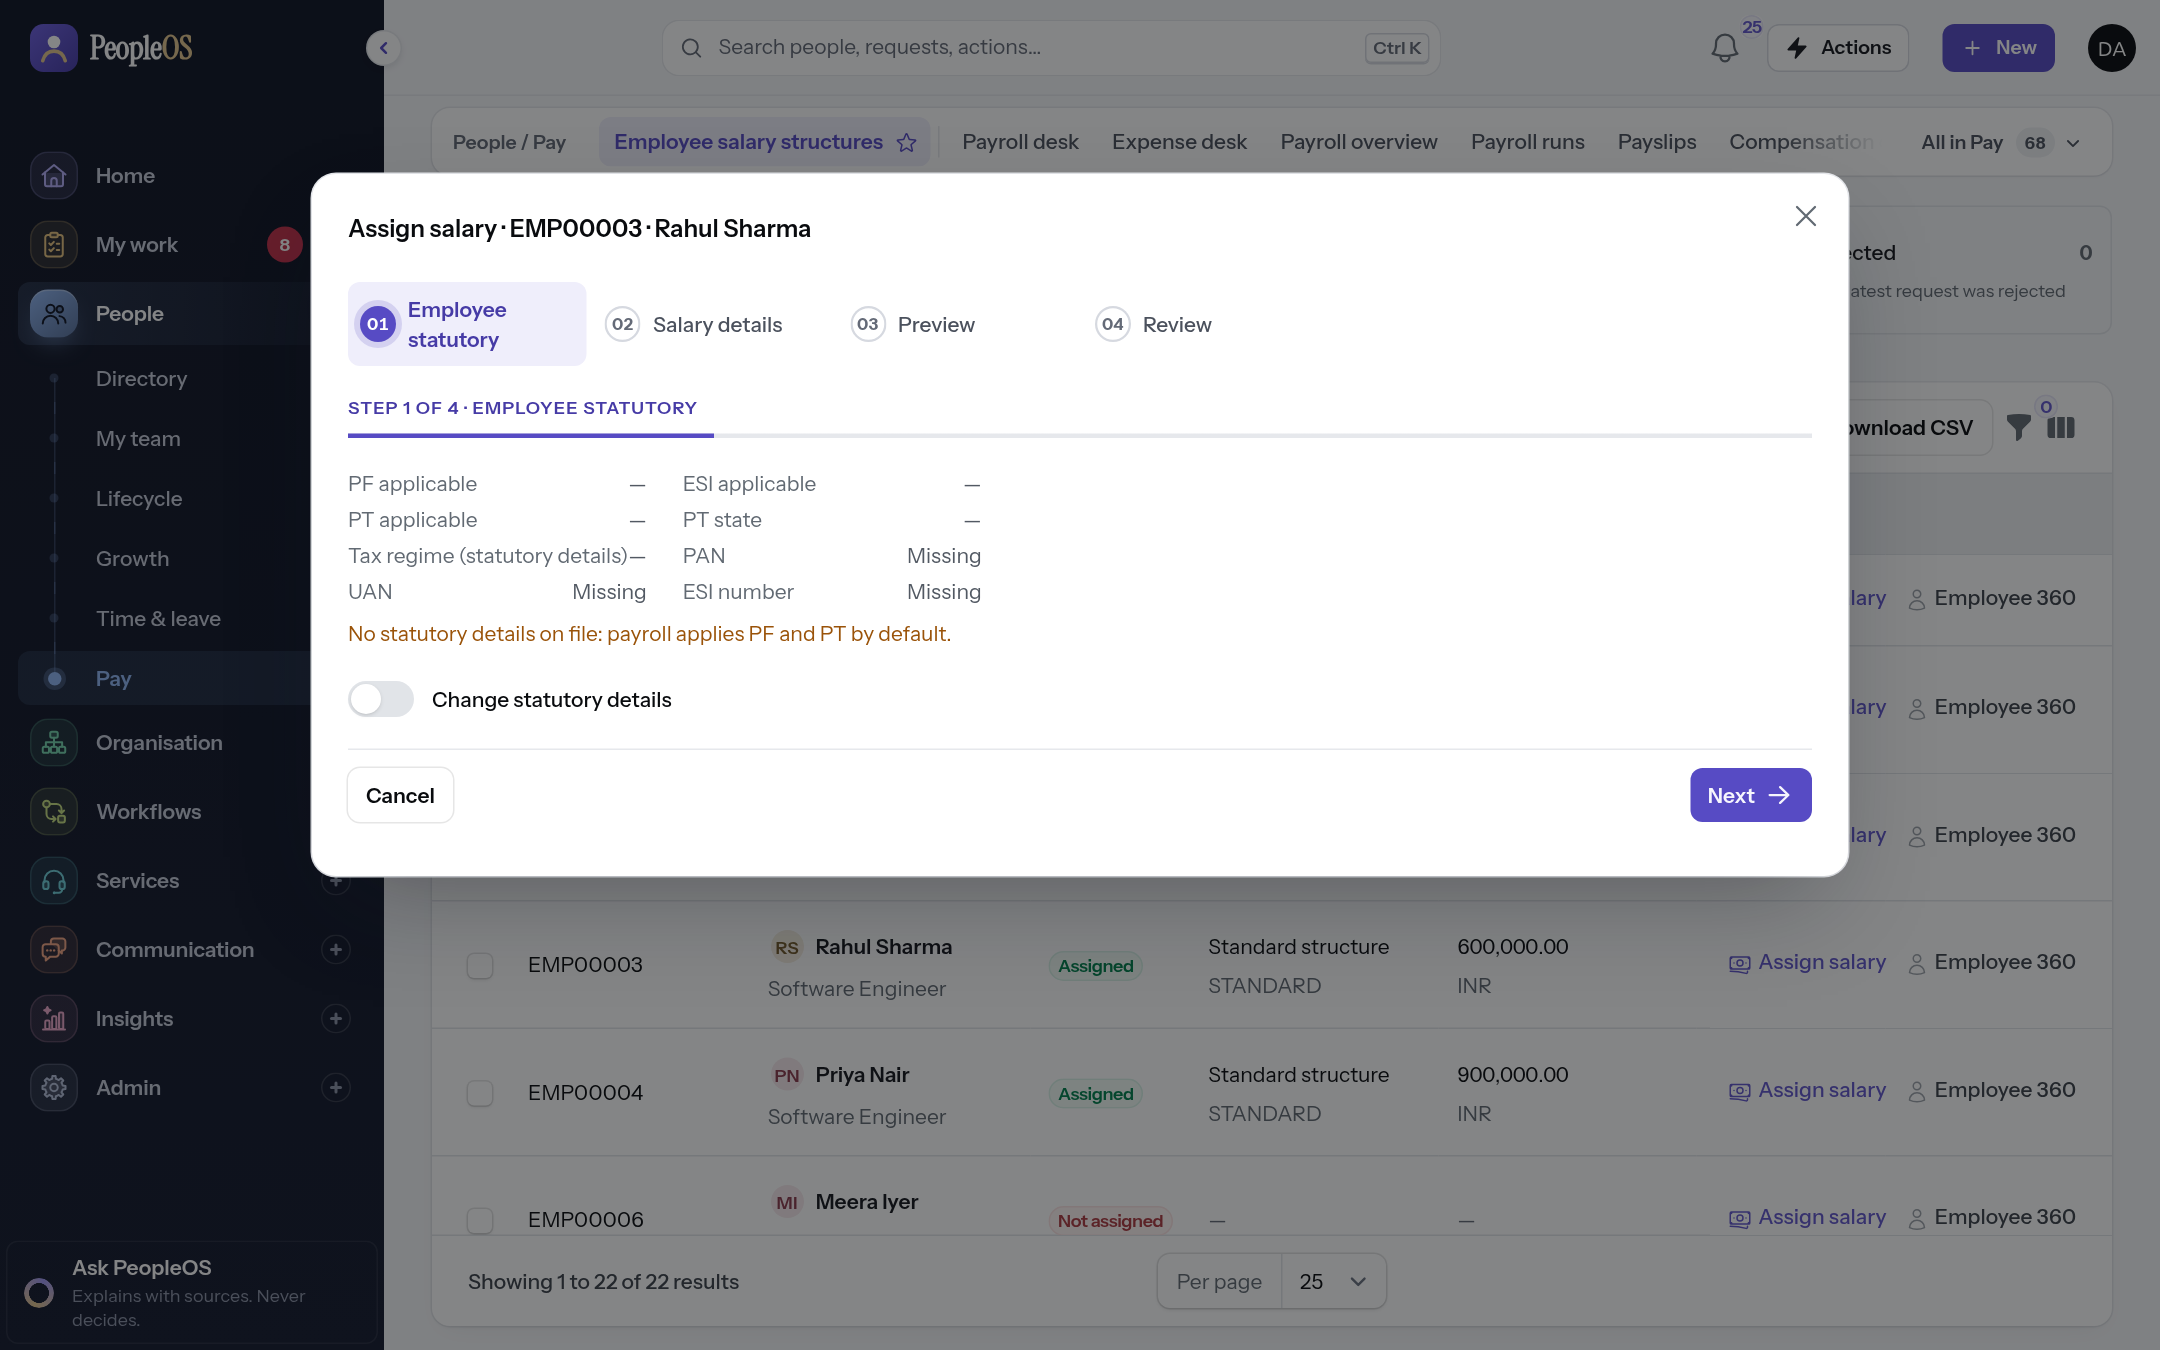 PeopleOS
Search people, requests, actions...
Ctrl K
25
Actions
New
DA
Home
My work
8
People
Directory
My team
Lifecycle
Growth
Time & leave
Pay
Organisation
Workflows
Services
Communication
Insights
Admin
Ask PeopleOS
Explains with sources. Never
decides.
People / Pay
Employee salary structures
Payroll desk
Expense desk
Payroll overview
Payroll runs
Payslips
Compensation
All in Pay
68
Assign salary · EMP00003 · Rahul Sharma
01
Employee
statutory
02
Salary details
03
Preview
04
Review
STEP 1 OF 4 · EMPLOYEE STATUTORY
PF applicable —
ESI applicable —
PT applicable —
PT state —
Tax regime (statutory details) —
PAN Missing
UAN Missing
ESI number Missing
No statutory details on file: payroll applies PF and PT by default.
Change statutory details
Cancel
Next
0
latest request was rejected
CSV
0
Employee 360
Employee 360
Employee 360
EMP00003
RS
Rahul Sharma
Software Engineer
Assigned
Standard structure
STANDARD
600,000.00
INR
Assign salary
Employee 360
EMP00004
PN
Priya Nair
Software Engineer
Assigned
Standard structure
STANDARD
900,000.00
INR
Assign salary
Employee 360
EMP00006
MI
Meera Iyer
Not assigned
—
—
Assign salary
Employee 360
Showing 1 to 22 of 22 results
Per page
25